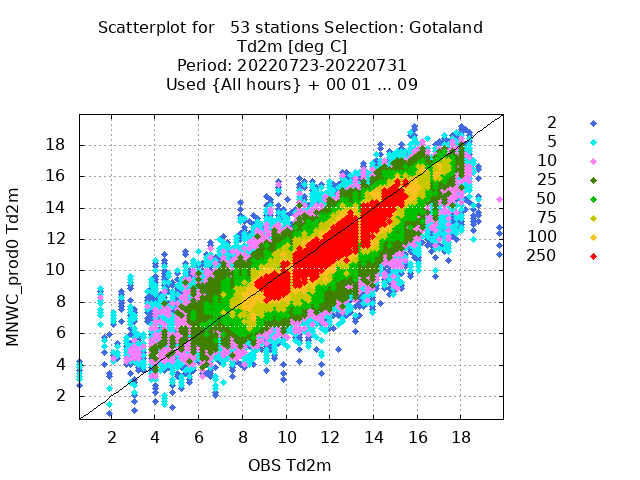 Scatterplot for   53 stations Selection: Gotaland
Td2m [deg C]
Period: 20220723-20220731
Used {All hours} + 00 01 ... 09
MNWC_prod0 Td2m
18
16
14
12
10
8
6
4
2
2 4 6 8 10 12 14 16 18
OBS Td2m
2
5
10
25
50
75
100
250